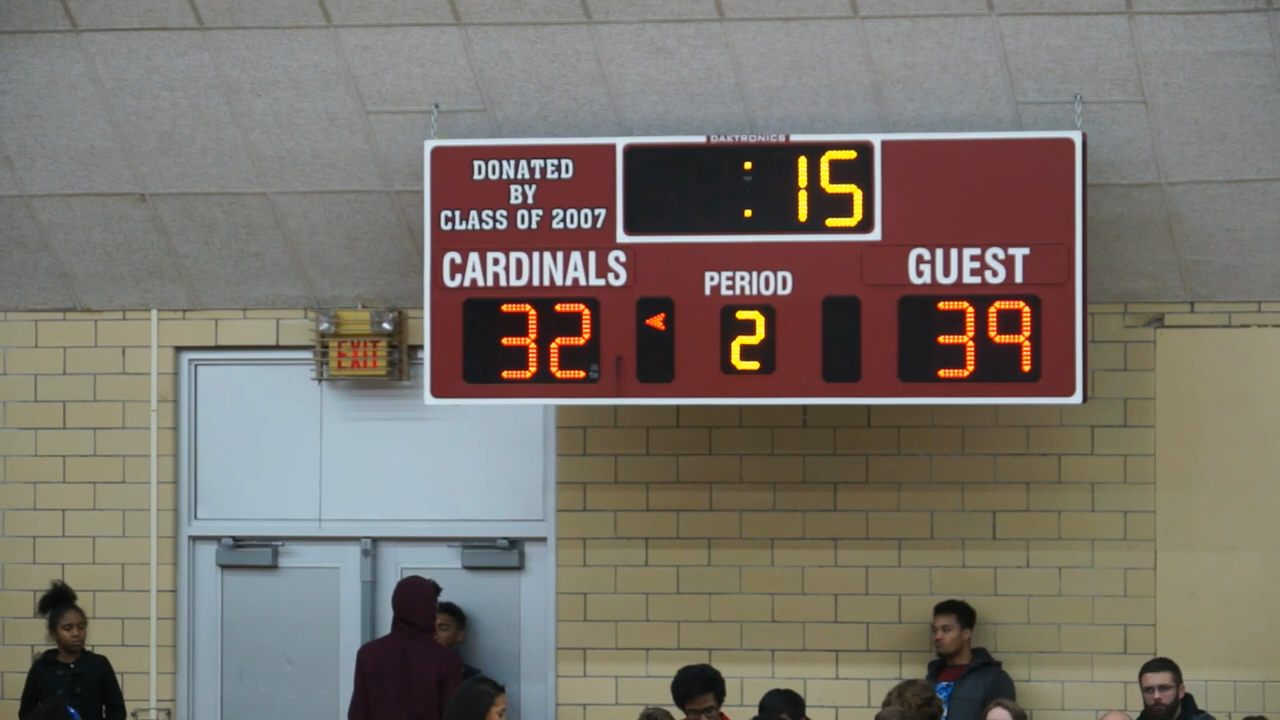 DAKTRONICS
DONATED
BY
CLASS OF 2007
:15
CARDINALS
PERIOD
GUEST
32
2
39
EXIT